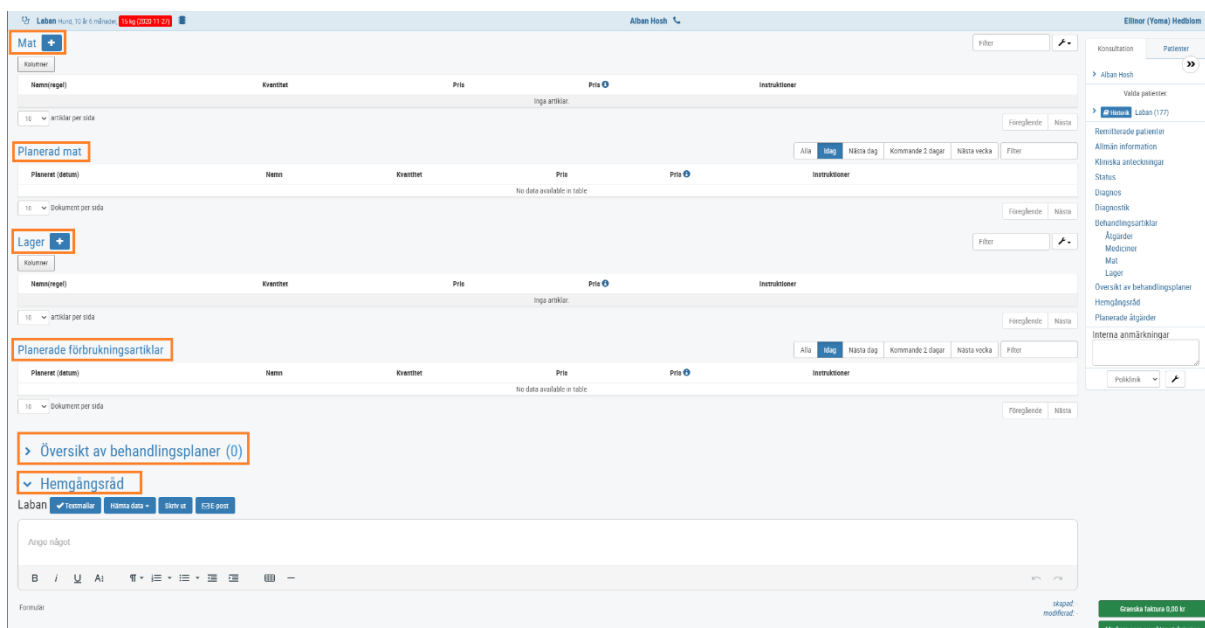 Laban Hund, 10 år 6 månader, 15 kg (2020-11-27) Alban Hosh Ellinor (Yoma) Hedblom
Mat + Filter
Kolumner
Namn(regel) Kvantitet Pris Pris Instruktioner
Inga artiklar.
10 artiklar per sida Föregående Nästa
Planerad mat Alla Idag Nästa dag Kommande 2 dagar Nästa vecka Filter
Planerat (datum) Namn Kvantitet Pris Pris Instruktioner
No data available in table
10 Dokument per sida Föregående Nästa
Lager + Filter
Kolumner
Namn(regel) Kvantitet Pris Pris Instruktioner
Inga artiklar.
10 artiklar per sida Föregående Nästa
Planerade förbrukningsartiklar Alla Idag Nästa dag Kommande 2 dagar Nästa vecka Filter
Planerat (datum) Namn Kvantitet Pris Pris Instruktioner
No data available in table
10 Dokument per sida Föregående Nästa
Översikt av behandlingsplaner (0)
Hemgångsråd
Laban Textmallar Hämta data Skriv ut E-post
Ange något
B I U A
Formulär skapad:
modifierad: -
Konsultation Patienter
Alban Hosh
Valda patienter
Historik Laban (177)
Remitterade patienter
Allmän information
Kliniska anteckningar
Status
Diagnos
Diagnostik
Behandlingsartiklar
Åtgärder
Mediciner
Mat
Lager
Översikt av behandlingsplaner
Hemgångsråd
Planerade åtgärder
Interna anmärkningar
Poliklinik
Granska faktura 0,00 kr